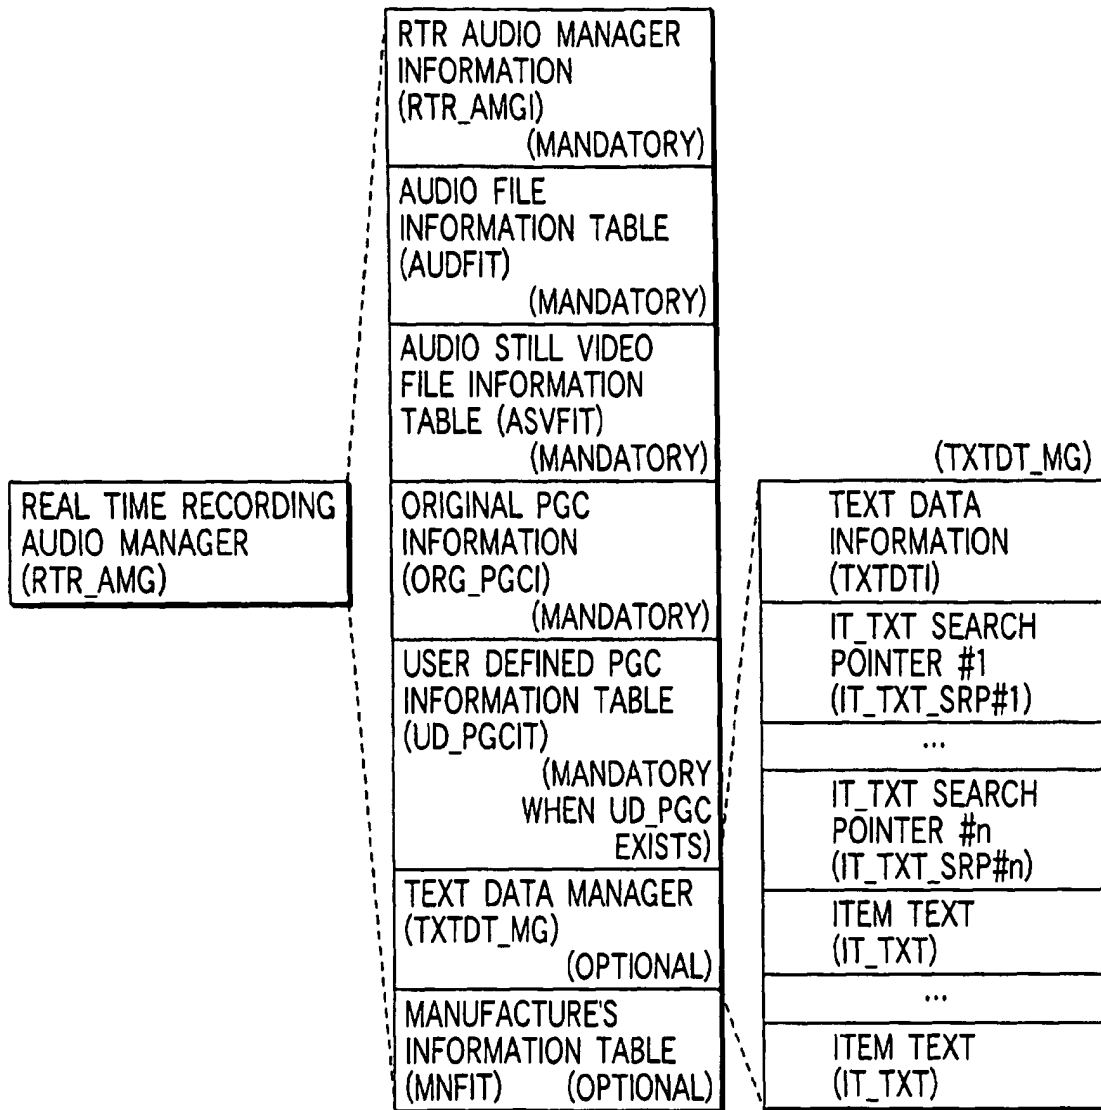 REAL TIME RECORDING
AUDIO MANAGER
(RTR_AMG)
RTR AUDIO MANAGER
INFORMATION
(RTR_AMGI)
(MANDATORY)
AUDIO FILE
INFORMATION TABLE
(AUDFIT)
(MANDATORY)
AUDIO STILL VIDEO
FILE INFORMATION
TABLE (ASVFIT)
(MANDATORY)
ORIGINAL PGC
INFORMATION
(ORG_PGCI)
(MANDATORY)
USER DEFINED PGC
INFORMATION TABLE
(UD_PGCIT)
(MANDATORY
WHEN UD_PGC
EXISTS)
TEXT DATA MANAGER
(TXTDT_MG)
(OPTIONAL)
MANUFACTURE'S
INFORMATION TABLE
(MNFIT) (OPTIONAL)
(TXTDT_MG)
TEXT DATA
INFORMATION
(TXTDTI)
IT_TXT SEARCH
POINTER #1
(IT_TXT_SRP#1)
...
IT_TXT SEARCH
POINTER #n
(IT_TXT_SRP#n)
ITEM TEXT
(IT_TXT)
...
ITEM TEXT
(IT_TXT)